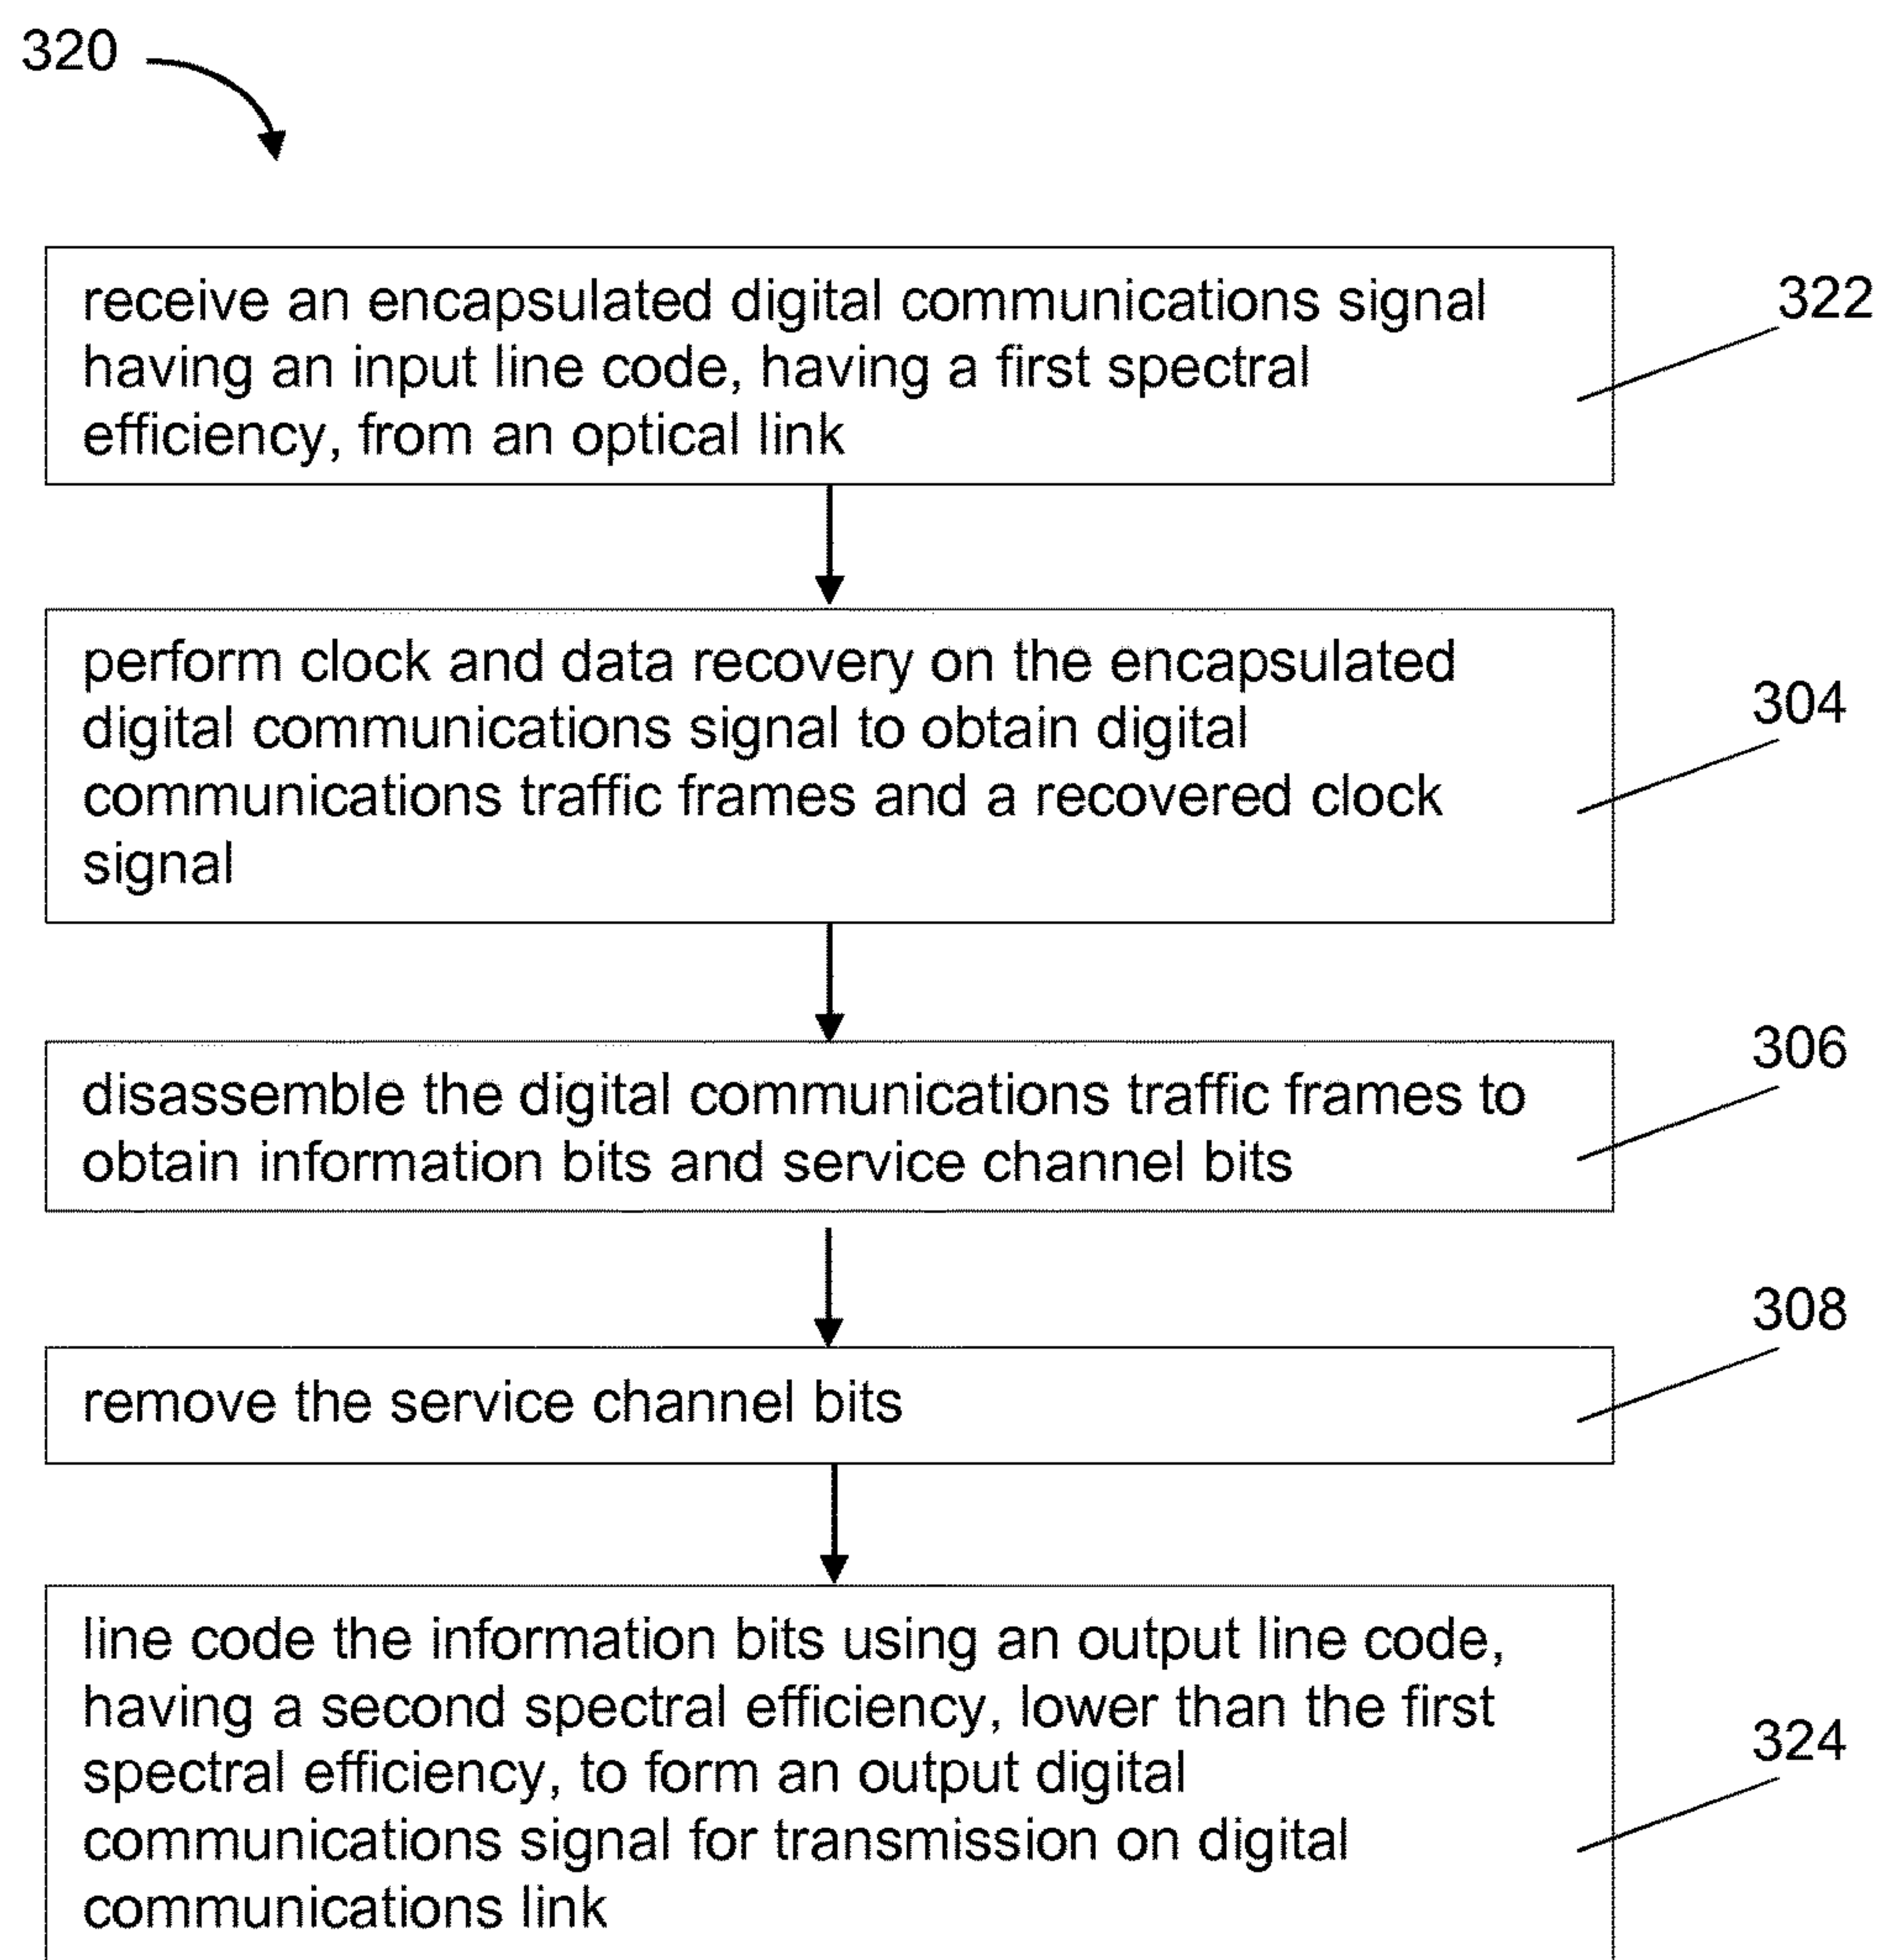 320
receive an encapsulated digital communications signal
having an input line code, having a first spectral
efficiency, from an optical link
322
perform clock and data recovery on the encapsulated
digital communications signal to obtain digital
communications traffic frames and a recovered clock
signal
304
disassemble the digital communications traffic frames to
obtain information bits and service channel bits
306
remove the service channel bits
308
line code the information bits using an output line code,
having a second spectral efficiency, lower than the first
spectral efficiency, to form an output digital
communications signal for transmission on digital
communications link
324